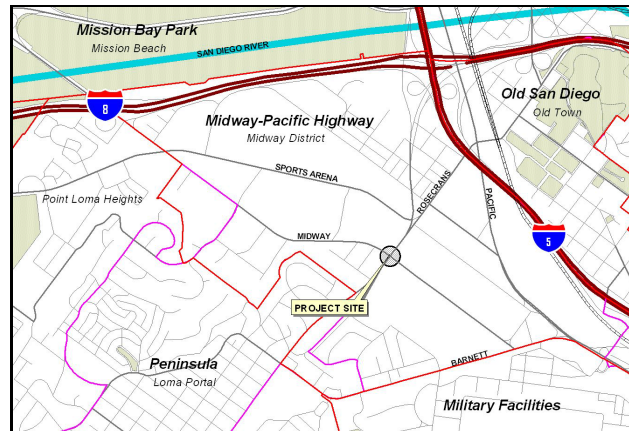 Mission Bay Park
Mission Beach
SAN DIEGO RIVER
8
Old San Diego
Old Town
Midway-Pacific Highway
Midway District
SPORTS ARENA
ROSECRANS
PACIFIC
Point Loma Heights
MIDWAY
5
PROJECT SITE
BARNETT
Peninsula
Loma Portal
Military Facilities